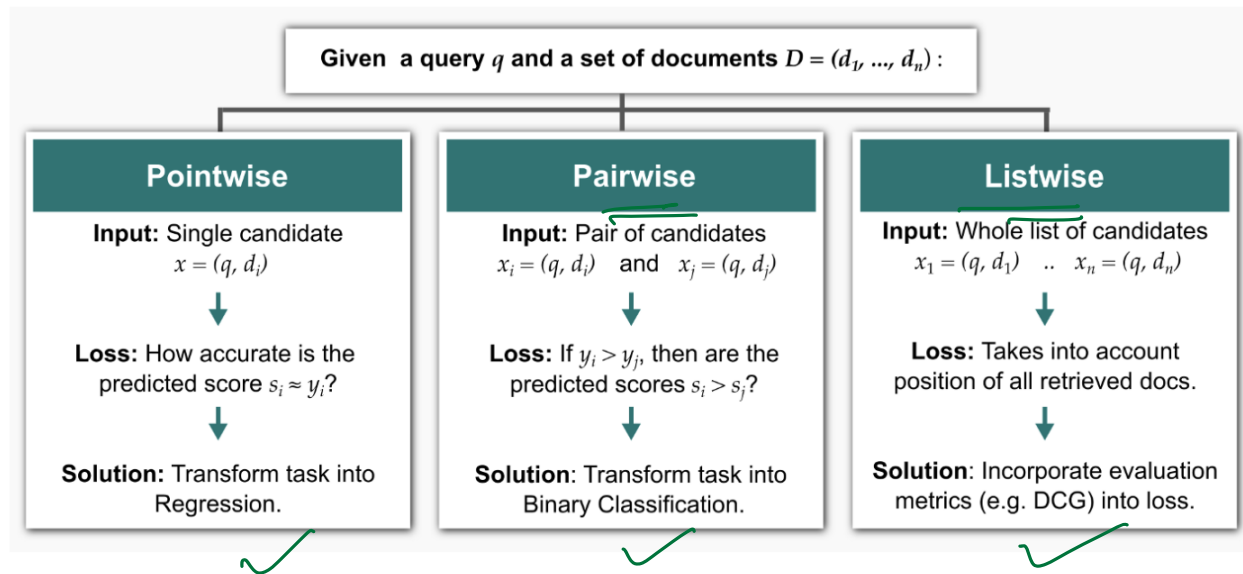 Given a query q and a set of documents D = (d₁, ..., dₙ) :
Pointwise
Input: Single candidate
x = (q, dᵢ)
Loss: How accurate is the
predicted score sᵢ ≈ yᵢ?
Solution: Transform task into
Regression.
Pairwise
Input: Pair of candidates
xᵢ = (q, dᵢ) and xⱼ = (q, dⱼ)
Loss: If yᵢ > yⱼ, then are the
predicted scores sᵢ > sⱼ?
Solution: Transform task into
Binary Classification.
Listwise
Input: Whole list of candidates
x₁ = (q, d₁) .. xₙ = (q, dₙ)
Loss: Takes into account
position of all retrieved docs.
Solution: Incorporate evaluation
metrics (e.g. DCG) into loss.